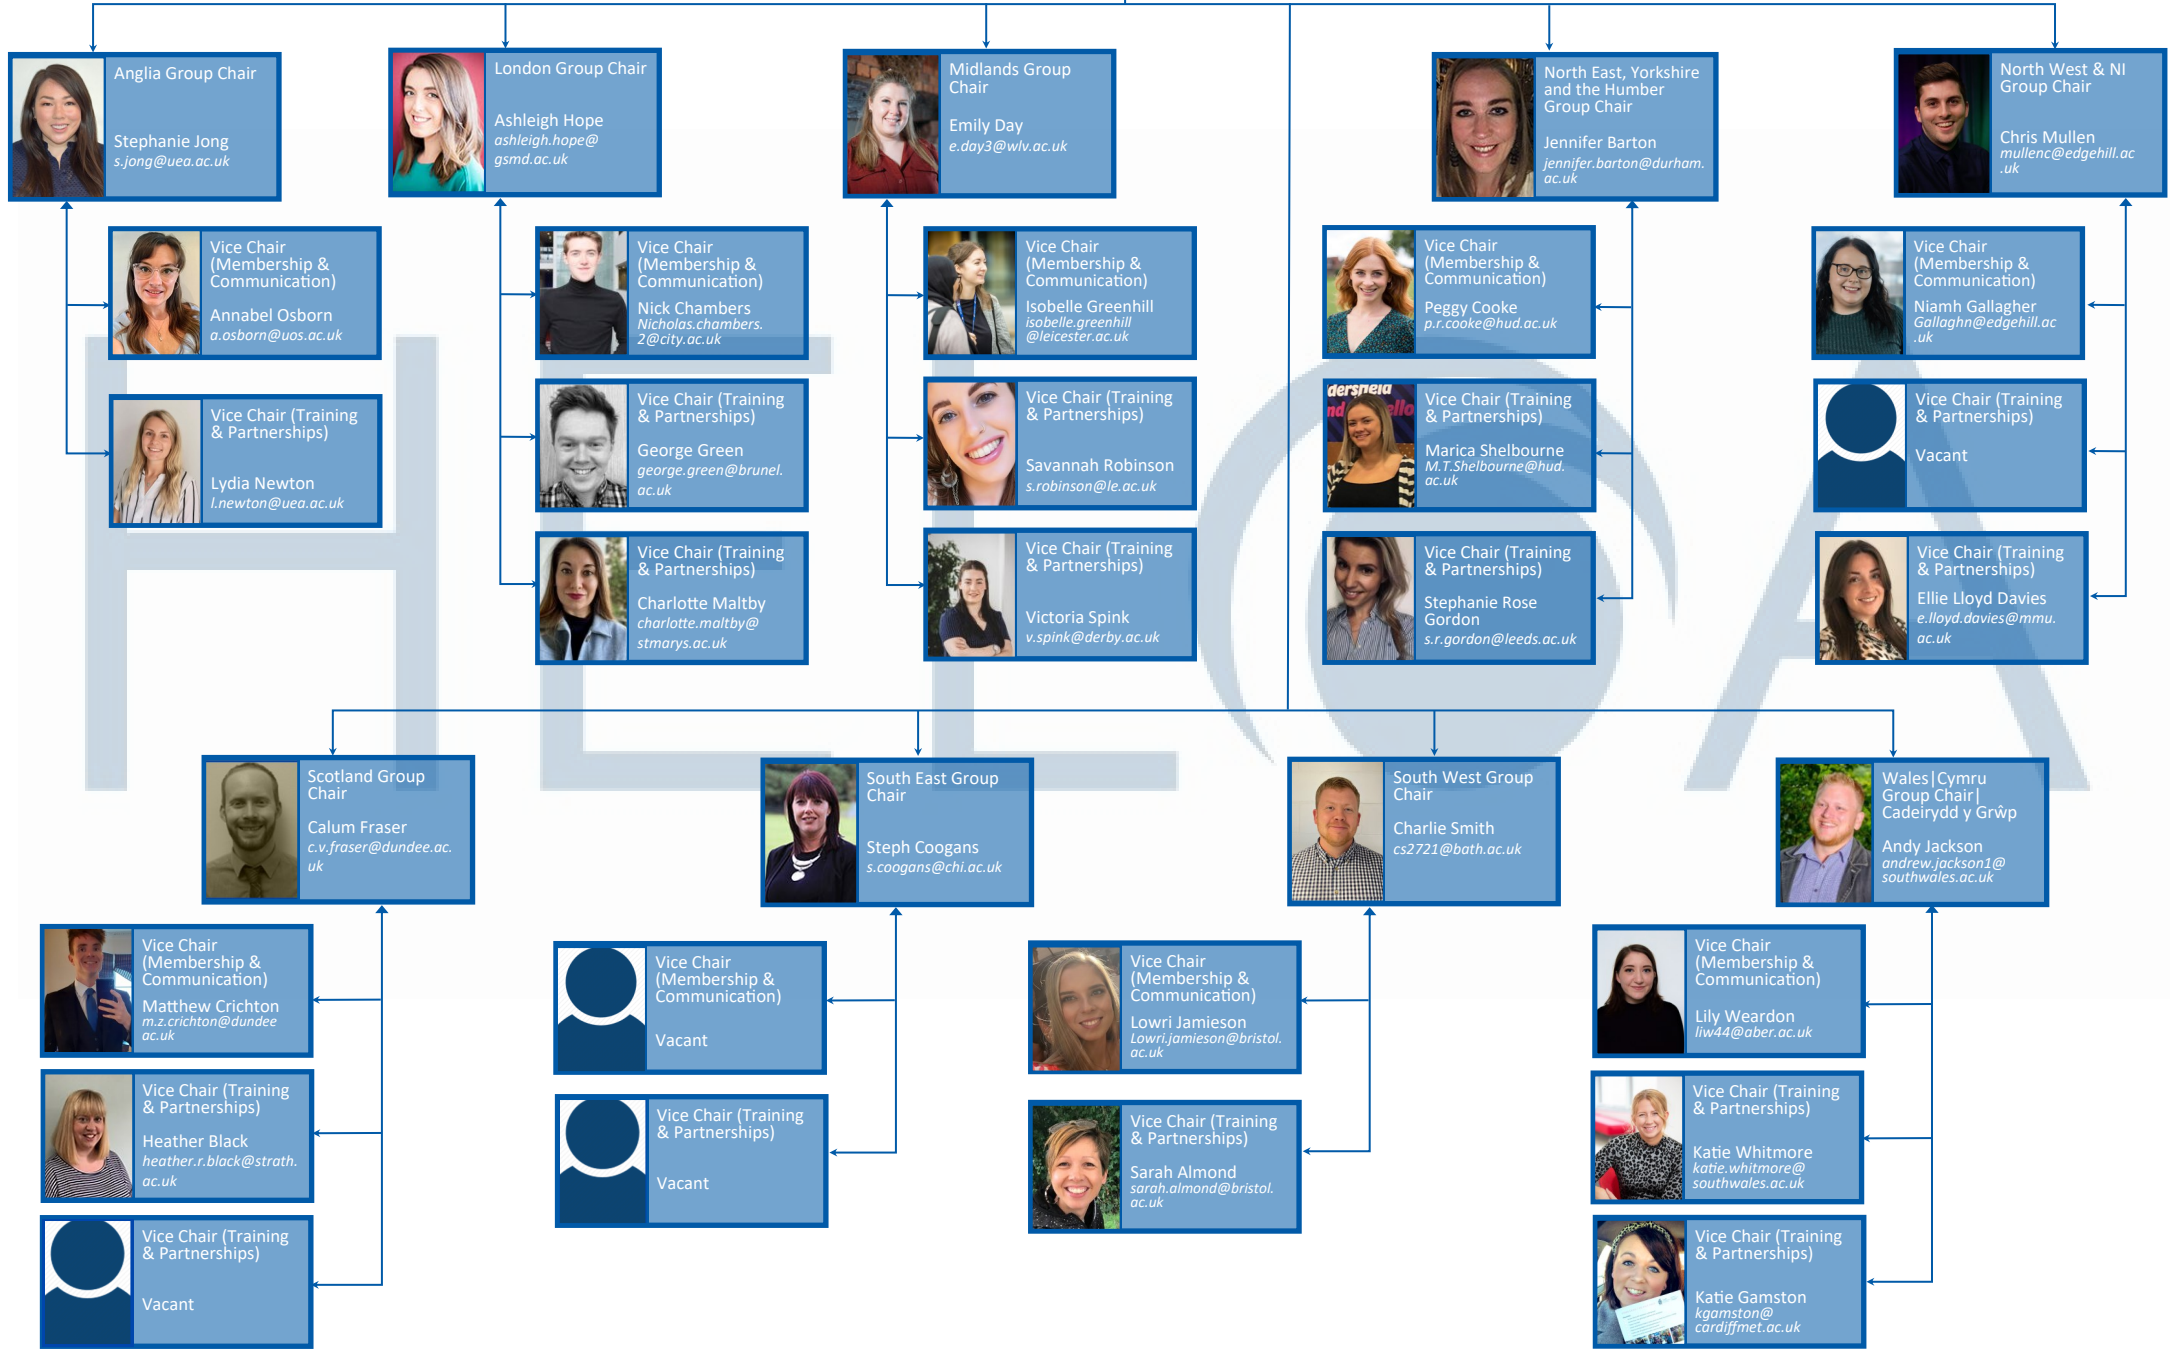 Anglia Group Chair
Stephanie Jong
s.jong@uea.ac.uk
London Group Chair
Ashleigh Hope
ashleigh.hope@
gsmd.ac.uk
Midlands Group
Chair
Emily Day
e.day3@wlv.ac.uk
North East, Yorkshire
and the Humber
Group Chair
Jennifer Barton
jennifer.barton@durham.
ac.uk
North West & NI
Group Chair
Chris Mullen
mullenc@edgehill.ac
.uk
Vice Chair
(Membership &
Communication)
Annabel Osborn
a.osborn@uos.ac.uk
Vice Chair (Training
& Partnerships)
Lydia Newton
l.newton@uea.ac.uk
Vice Chair
(Membership &
Communication)
Nick Chambers
Nicholas.chambers.
2@city.ac.uk
Vice Chair (Training
& Partnerships)
George Green
george.green@brunel.
ac.uk
Vice Chair (Training
& Partnerships)
Charlotte Maltby
charlotte.maltby@
stmarys.ac.uk
Vice Chair
(Membership &
Communication)
Isobelle Greenhill
isobelle.greenhill
@leicester.ac.uk
Vice Chair (Training
& Partnerships)
Savannah Robinson
s.robinson@le.ac.uk
Vice Chair (Training
& Partnerships)
Victoria Spink
v.spink@derby.ac.uk
Vice Chair
(Membership &
Communication)
Peggy Cooke
p.r.cooke@hud.ac.uk
dersfield
Vice Chair (Training
& Partnerships)
Marica Shelbourne
M.T.Shelbourne@hud.
ac.uk
Vice Chair (Training
& Partnerships)
Stephanie Rose
Gordon
s.r.gordon@leeds.ac.uk
Vice Chair
(Membership &
Communication)
Niamh Gallagher
Gallaghn@edgehill.ac
.uk
Vice Chair (Training
& Partnerships)
Vacant
Vice Chair (Training
& Partnerships)
Ellie Lloyd Davies
e.lloyd.davies@mmu.
ac.uk
HELOA
Scotland Group
Chair
Calum Fraser
c.v.fraser@dundee.ac.
uk
South East Group
Chair
Steph Coogans
s.coogans@chi.ac.uk
South West Group
Chair
Charlie Smith
cs2721@bath.ac.uk
Wales|Cymru
Group Chair|
Cadeirydd y Grŵp
Andy Jackson
andrew.jackson1@
southwales.ac.uk
Vice Chair
(Membership &
Communication)
Matthew Crichton
m.z.crichton@dundee
ac.uk
Vice Chair (Training
& Partnerships)
Heather Black
heather.r.black@strath.
ac.uk
Vice Chair (Training
& Partnerships)
Vacant
Vice Chair
(Membership &
Communication)
Vacant
Vice Chair (Training
& Partnerships)
Vacant
Vice Chair
(Membership &
Communication)
Lowri Jamieson
Lowri.jamieson@bristol.
ac.uk
Vice Chair (Training
& Partnerships)
Sarah Almond
sarah.almond@bristol.
ac.uk
Vice Chair
(Membership &
Communication)
Lily Weardon
liw44@aber.ac.uk
Vice Chair (Training
& Partnerships)
Katie Whitmore
katie.whitmore@
southwales.ac.uk
Vice Chair (Training
& Partnerships)
Katie Gamston
kgamston@
cardiffmet.ac.uk